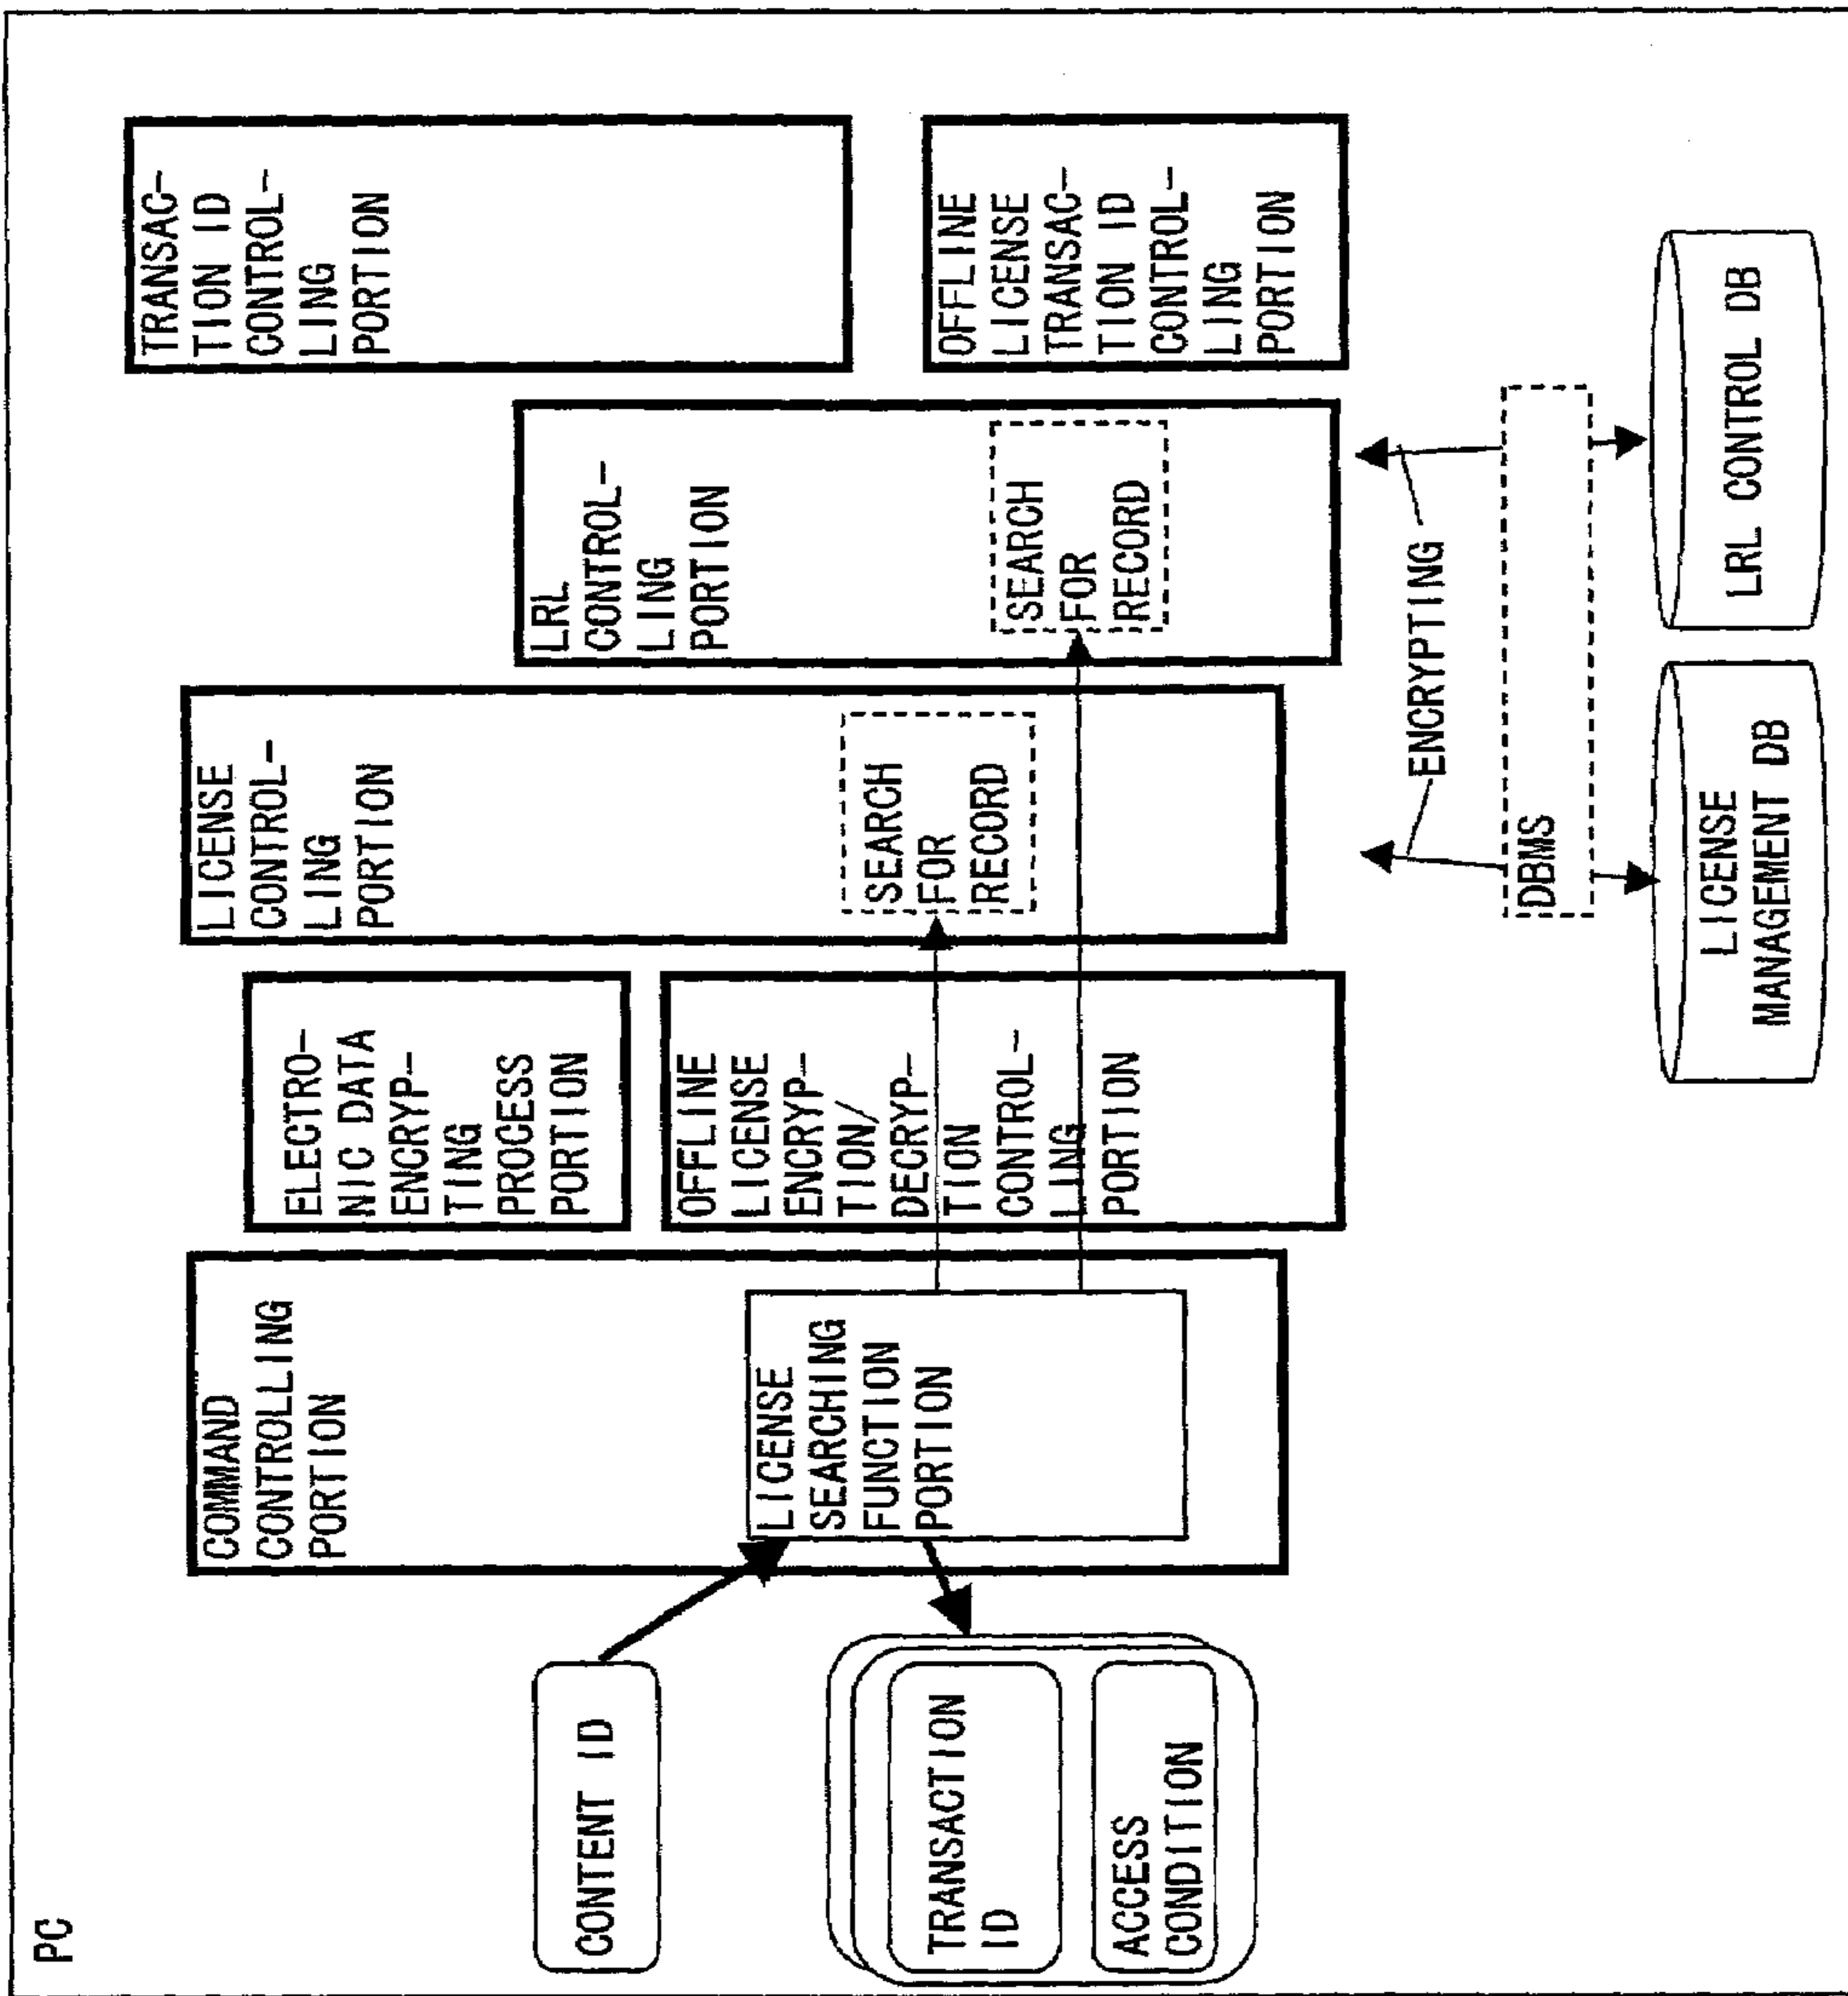 PC
CONTENT ID
TRANSACTION
ID
ACCESS
CONDITION
COMMAND
CONTROLLING
PORTION
LICENSE
SEARCHING
FUNCTION
PORTION
ELECTRO-
NIC DATA
ENCRYP-
TING
PROCESS
PORTION
OFFLINE
LICENSE
ENCRYP-
TION/
DECRYP-
TION
CONTROL-
LING
PORTION
LICENSE
CONTROL-
LING
PORTION
SEARCH
FOR
RECORD
LRL
CONTROL-
LING
PORTION
SEARCH
FOR
RECORD
TRANSAC-
TION ID
CONTROL-
LING
PORTION
OFFLINE
LICENSE
TRANSAC-
TION ID
CONTROL-
LING
PORTION
ENCRYPTING
DBMS
LICENSE
MANAGEMENT DB
LRL CONTROL DB